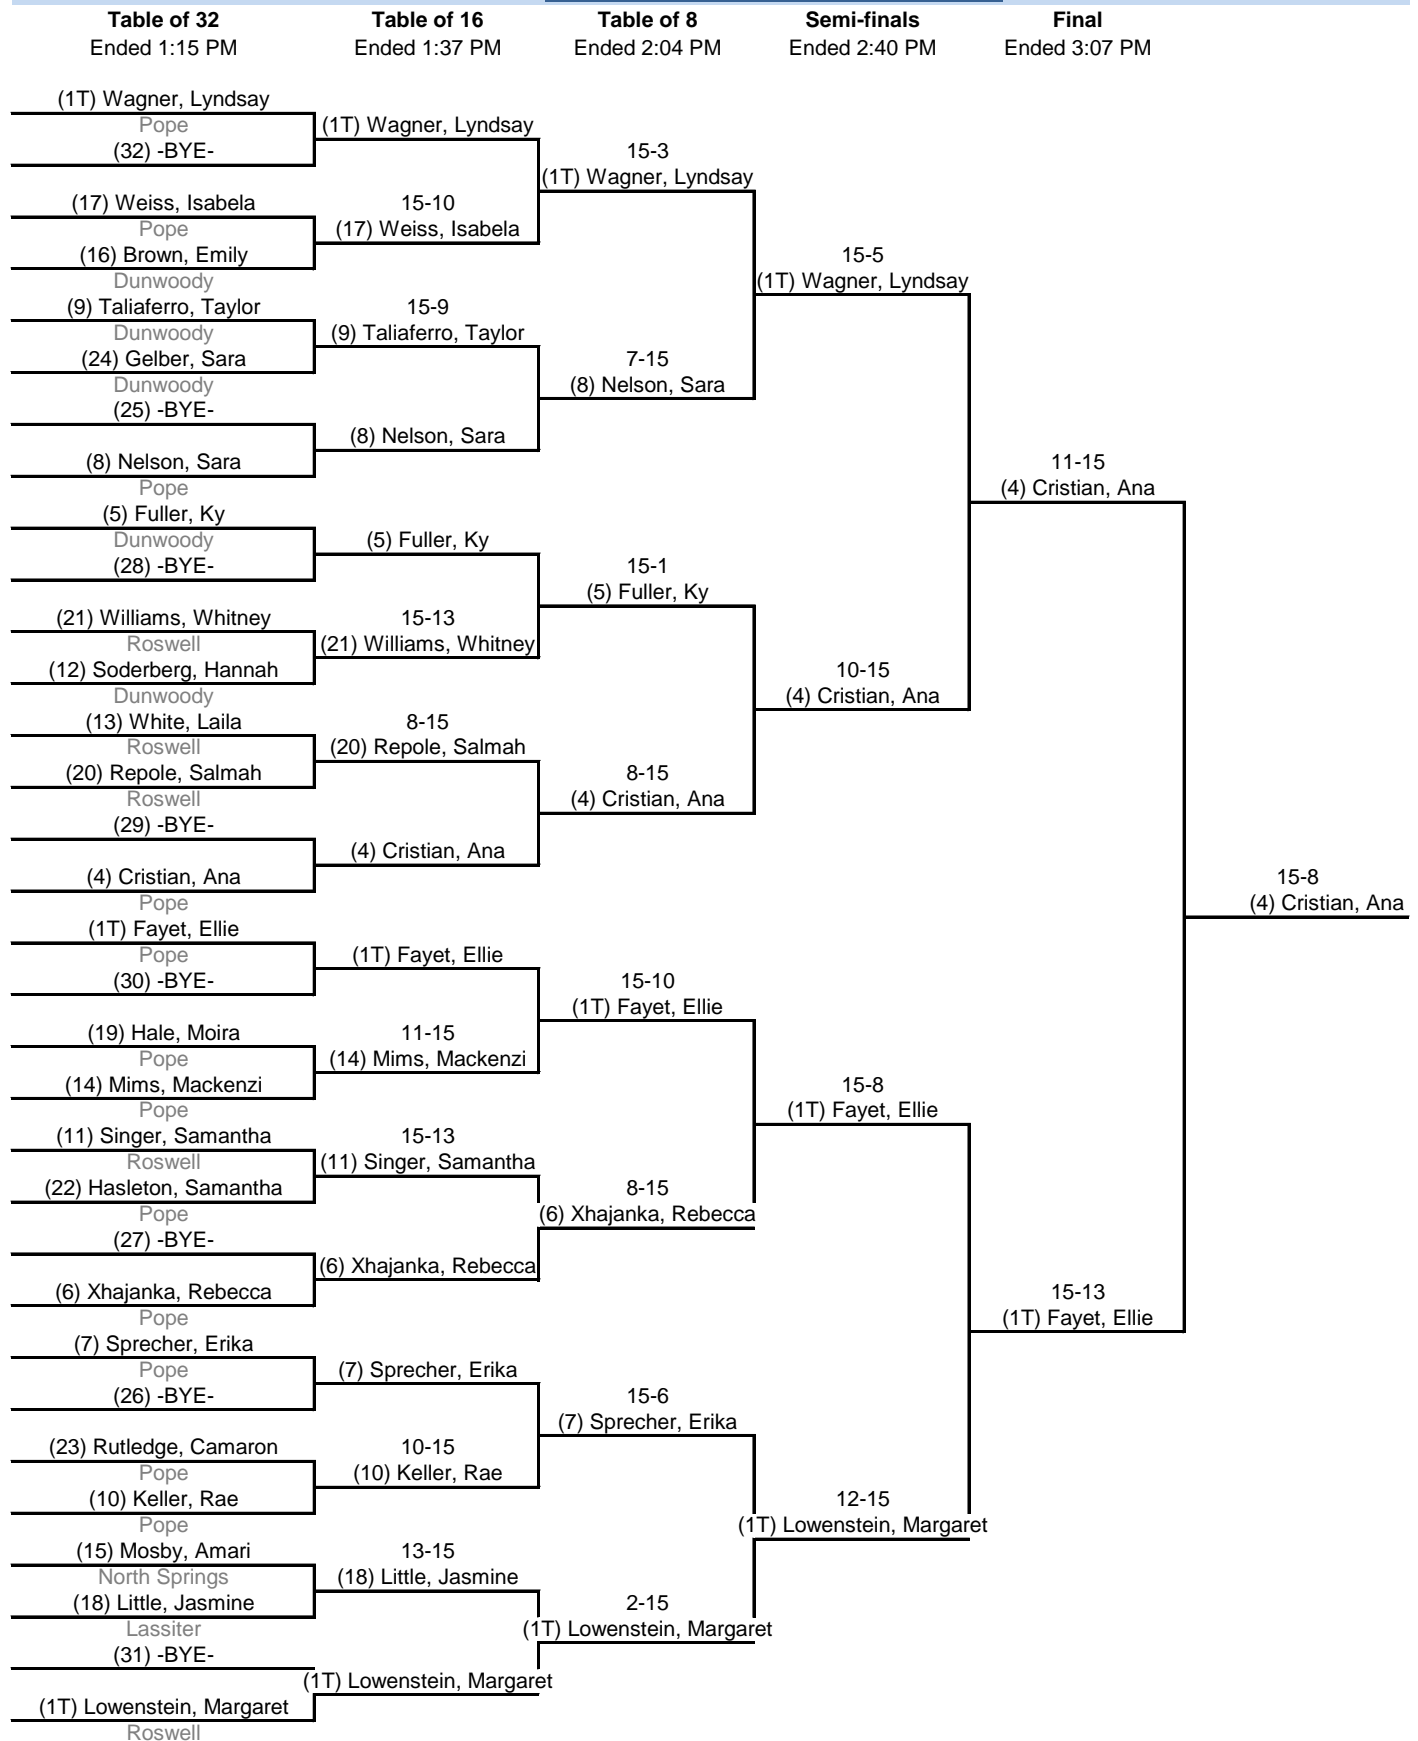 Table of 32
Ended 1:15 PM
Table of 16
Ended 1:37 PM
Table of 8
Ended 2:04 PM
Semi-finals
Ended 2:40 PM
Final
Ended 3:07 PM
(1T) Wagner, Lyndsay
Pope
(32) -BYE-
(17) Weiss, Isabela
Pope
(16) Brown, Emily
Dunwoody
(9) Taliaferro, Taylor
Dunwoody
(24) Gelber, Sara
Dunwoody
(25) -BYE-
(8) Nelson, Sara
Pope
(5) Fuller, Ky
Dunwoody
(28) -BYE-
(21) Williams, Whitney
Roswell
(12) Soderberg, Hannah
Dunwoody
(13) White, Laila
Roswell
(20) Repole, Salmah
Roswell
(29) -BYE-
(4) Cristian, Ana
Pope
(1T) Fayet, Ellie
Pope
(30) -BYE-
(19) Hale, Moira
Pope
(14) Mims, Mackenzi
Pope
(11) Singer, Samantha
Roswell
(22) Hasleton, Samantha
Pope
(27) -BYE-
(6) Xhajanka, Rebecca
Pope
(7) Sprecher, Erika
Pope
(26) -BYE-
(23) Rutledge, Camaron
Pope
(10) Keller, Rae
Pope
(15) Mosby, Amari
North Springs
(18) Little, Jasmine
Lassiter
(31) -BYE-
(1T) Lowenstein, Margaret
Roswell
(1T) Wagner, Lyndsay
15-10
(17) Weiss, Isabela
15-9
(9) Taliaferro, Taylor
(8) Nelson, Sara
(5) Fuller, Ky
15-13
(21) Williams, Whitney
8-15
(20) Repole, Salmah
(4) Cristian, Ana
(1T) Fayet, Ellie
11-15
(14) Mims, Mackenzi
15-13
(11) Singer, Samantha
(6) Xhajanka, Rebecca
(7) Sprecher, Erika
10-15
(10) Keller, Rae
13-15
(18) Little, Jasmine
(1T) Lowenstein, Margaret
15-3
(1T) Wagner, Lyndsay
7-15
(8) Nelson, Sara
15-1
(5) Fuller, Ky
8-15
(4) Cristian, Ana
15-10
(1T) Fayet, Ellie
8-15
(6) Xhajanka, Rebecca
15-6
(7) Sprecher, Erika
2-15
(1T) Lowenstein, Margaret
15-5
(1T) Wagner, Lyndsay
10-15
(4) Cristian, Ana
15-8
(1T) Fayet, Ellie
12-15
(1T) Lowenstein, Margaret
11-15
(4) Cristian, Ana
15-13
(1T) Fayet, Ellie
15-8
(4) Cristian, Ana